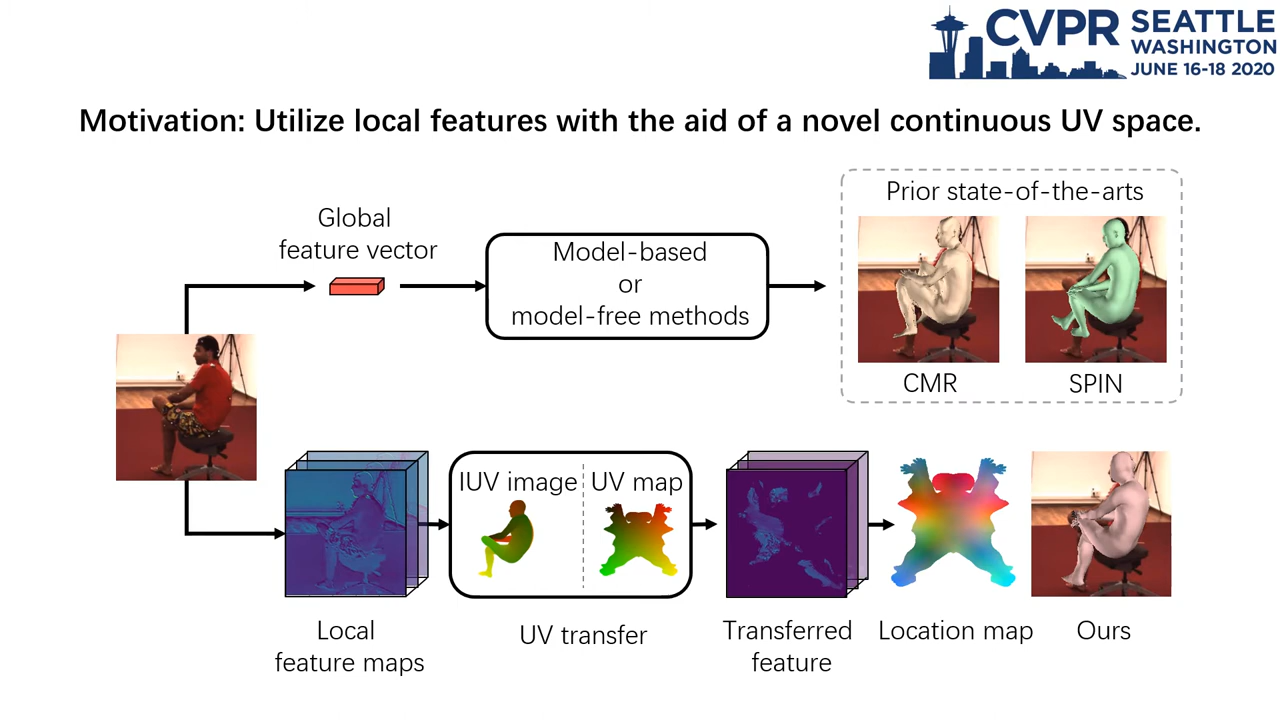 CVPR SEATTLE
WASHINGTON
JUNE 16-18 2020
Motivation: Utilize local features with the aid of a novel continuous UV space.
Global
feature vector
Model-based
or
model-free methods
Prior state-of-the-arts
CMR
SPIN
IUV image
UV map
Local
feature maps
UV transfer
Transferred
feature
Location map
Ours